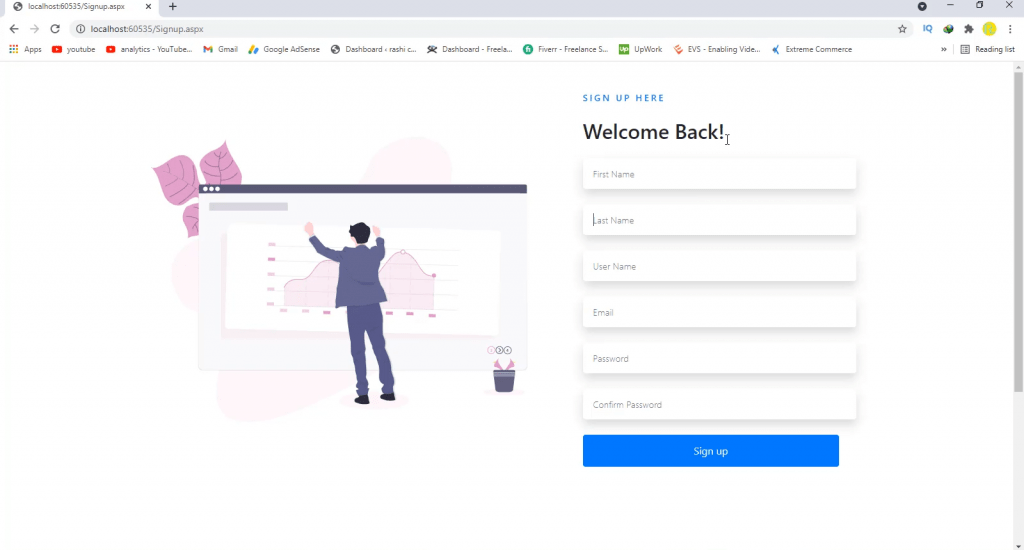 localhost:60535/Signup.aspx
localhost:60535/Signup.aspx
Apps youtube analytics - YouTube... Gmail Google AdSense Dashboard ‹ rashi c... Dashboard - Freela... Fiverr - Freelance S... UpWork EVS - Enabling Vide... Extreme Commerce » Reading list
SIGN UP HERE
Welcome Back!
First Name
Last Name
User Name
Email
Password
Confirm Password
Sign up